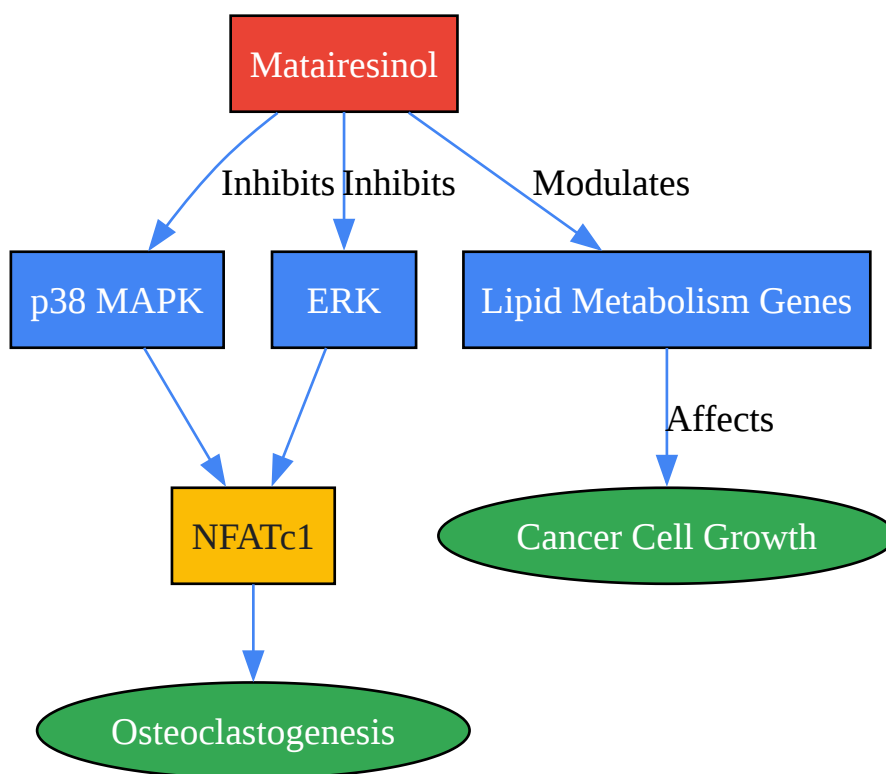 Matairesinol
Inhibits
Inhibits
Modulates
p38 MAPK
ERK
Lipid Metabolism Genes
Affects
NFATc1
Cancer Cell Growth
Osteoclastogenesis